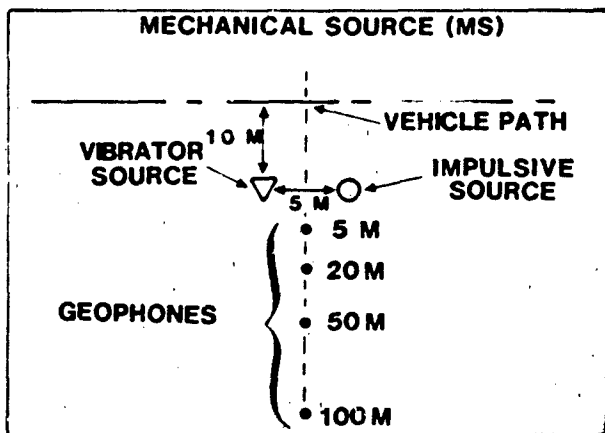 MECHANICAL SOURCE (MS)
VEHICLE PATH
10 M
VIBRATOR
SOURCE
IMPULSIVE
SOURCE
5 M
5 M
20 M
GEOPHONES
50 M
100 M